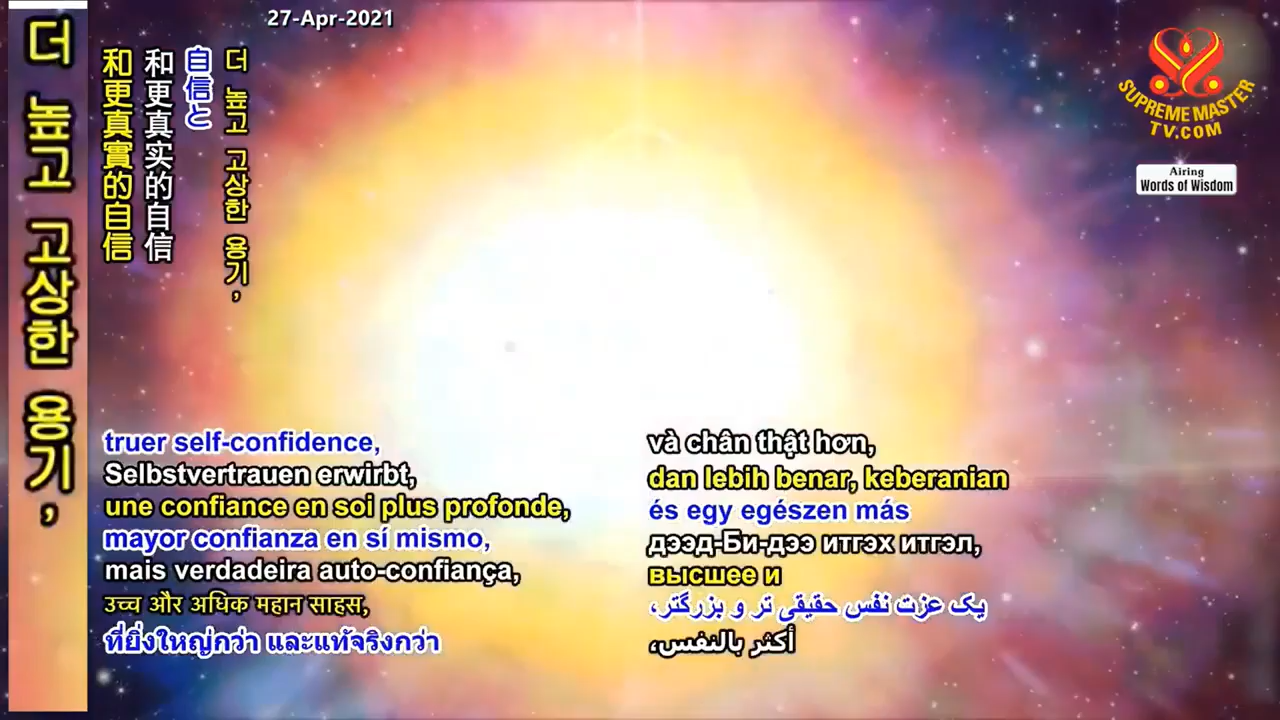 27-Apr-2021
더 높고 고상한 용기,
和更真實的自信
和更真实的自信
自信と
더 높고 고상한 용기,
SUPREME MASTER
TV.COM
Airing
Words of Wisdom
truer self-confidence,
Selbstvertrauen erwirbt,
une confiance en soi plus profonde,
mayor confianza en sí mismo,
mais verdadeira auto-confiança,
उच्च और अधिक महान साहस,
ที่ยิ่งใหญ่กว่า และแท้จริงกว่า
và chân thật hơn,
dan lebih benar, keberanian
és egy egészen más
дээд-Би-дээ итгэх итгэл,
высшее и
یک عزت نفس حقیقی تر و بزرگتر،
أكثر بالنفس،